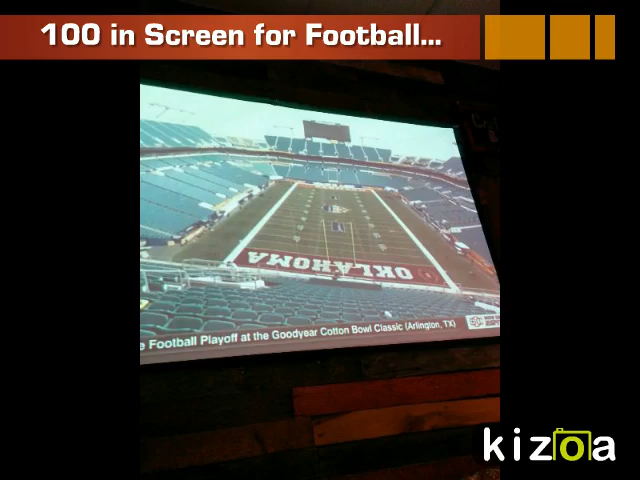 100 in Screen for Football...
OKLAHOMA
e Football Playoff at the Goodyear Cotton Bowl Classic (Arlington, TX)
kizoa